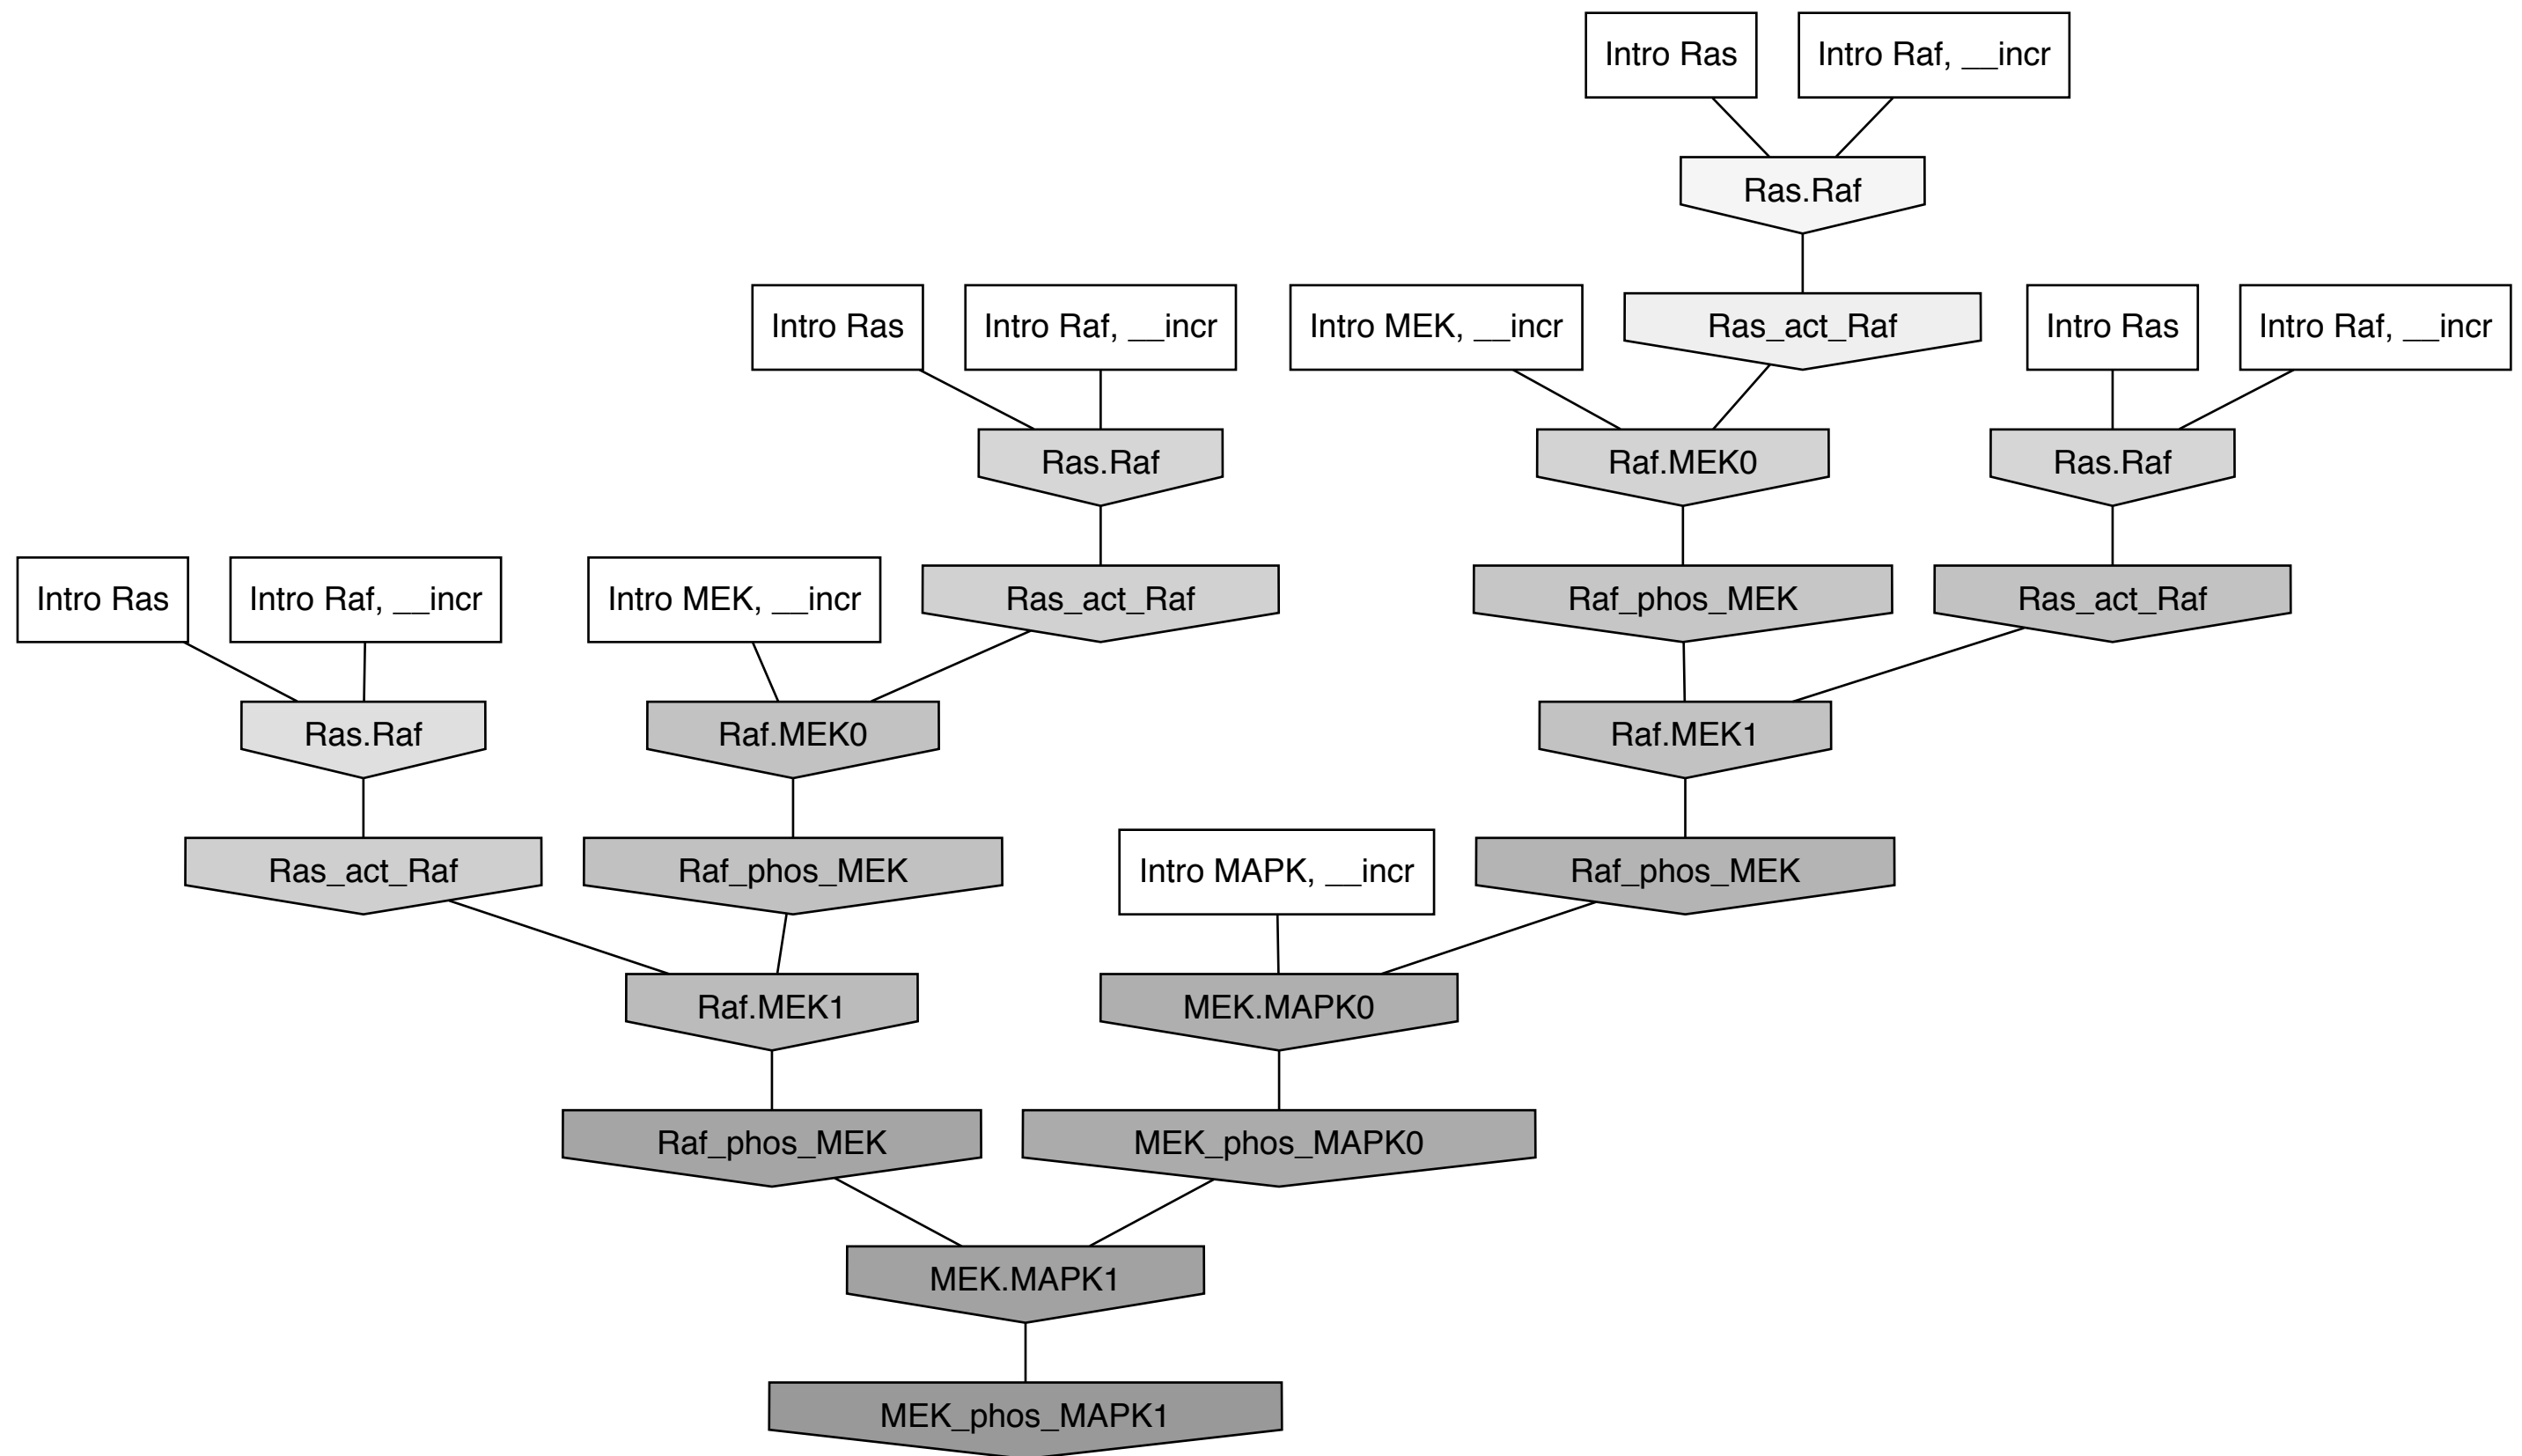 Intro Ras
Intro Raf, __incr
Ras.Raf
Intro Ras
Intro Raf, __incr
Intro MEK, __incr
Ras_act_Raf
Intro Ras
Intro Raf, __incr
Ras.Raf
Raf.MEK0
Ras.Raf
Intro Ras
Intro Raf, __incr
Intro MEK, __incr
Ras_act_Raf
Raf_phos_MEK
Ras_act_Raf
Ras.Raf
Raf.MEK0
Raf.MEK1
Ras_act_Raf
Raf_phos_MEK
Intro MAPK, __incr
Raf_phos_MEK
Raf.MEK1
MEK.MAPK0
Raf_phos_MEK
MEK_phos_MAPK0
MEK.MAPK1
MEK_phos_MAPK1